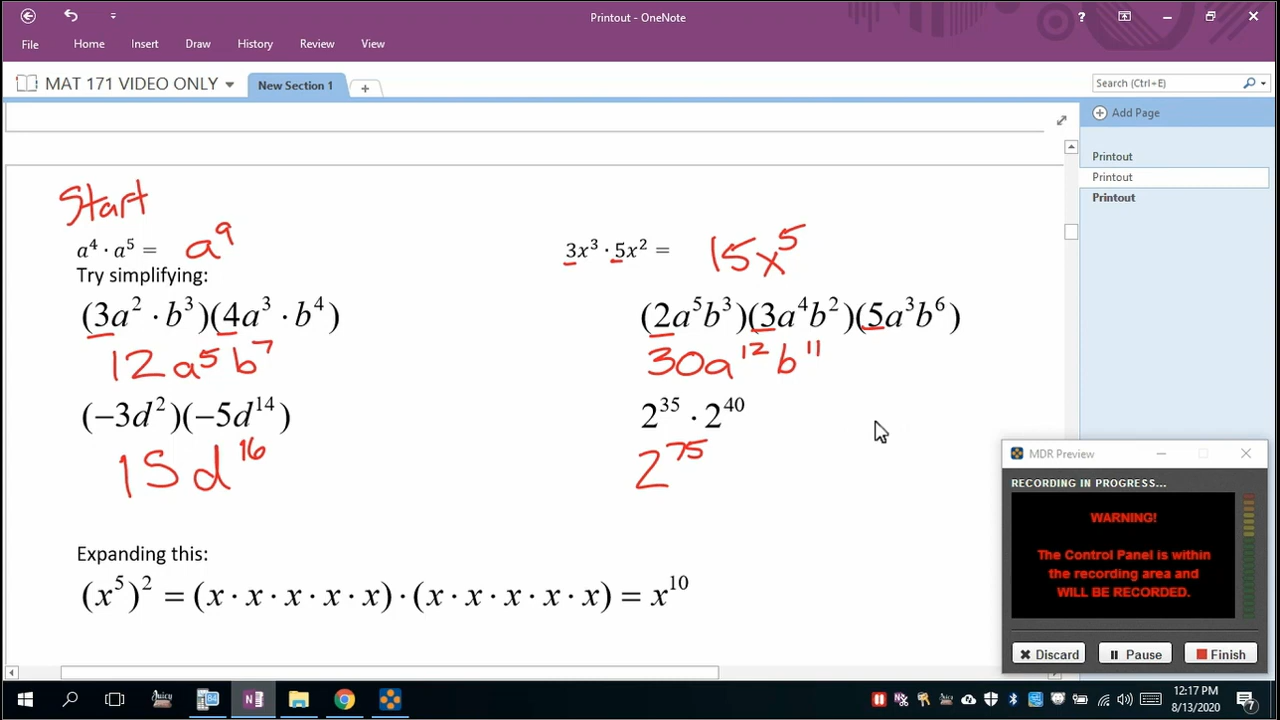 Printout - OneNote
File Home Insert Draw History Review View
MAT 171 VIDEO ONLY New Section 1 Search (Ctrl+E)
Add Page
Printout
Printout
Printout
Start
a⁴ · a⁵ = a⁹
3x³ · 5x² = 15x⁵
Try simplifying:
(3a² · b³)(4a³ · b⁴)
12a⁵b⁷
(2a⁵b³)(3a⁴b²)(5a³b⁶)
30a¹²b¹¹
(−3d²)(−5d¹⁴)
15d¹⁶
2³⁵ · 2⁴⁰
2⁷⁵
Expanding this:
(x⁵)² = (x · x · x · x · x) · (x · x · x · x · x) = x¹⁰
MDR Preview
RECORDING IN PROGRESS...
WARNING!
The Control Panel is within
the recording area and
WILL BE RECORDED.
Discard Pause Finish
12:17 PM
8/13/2020
7